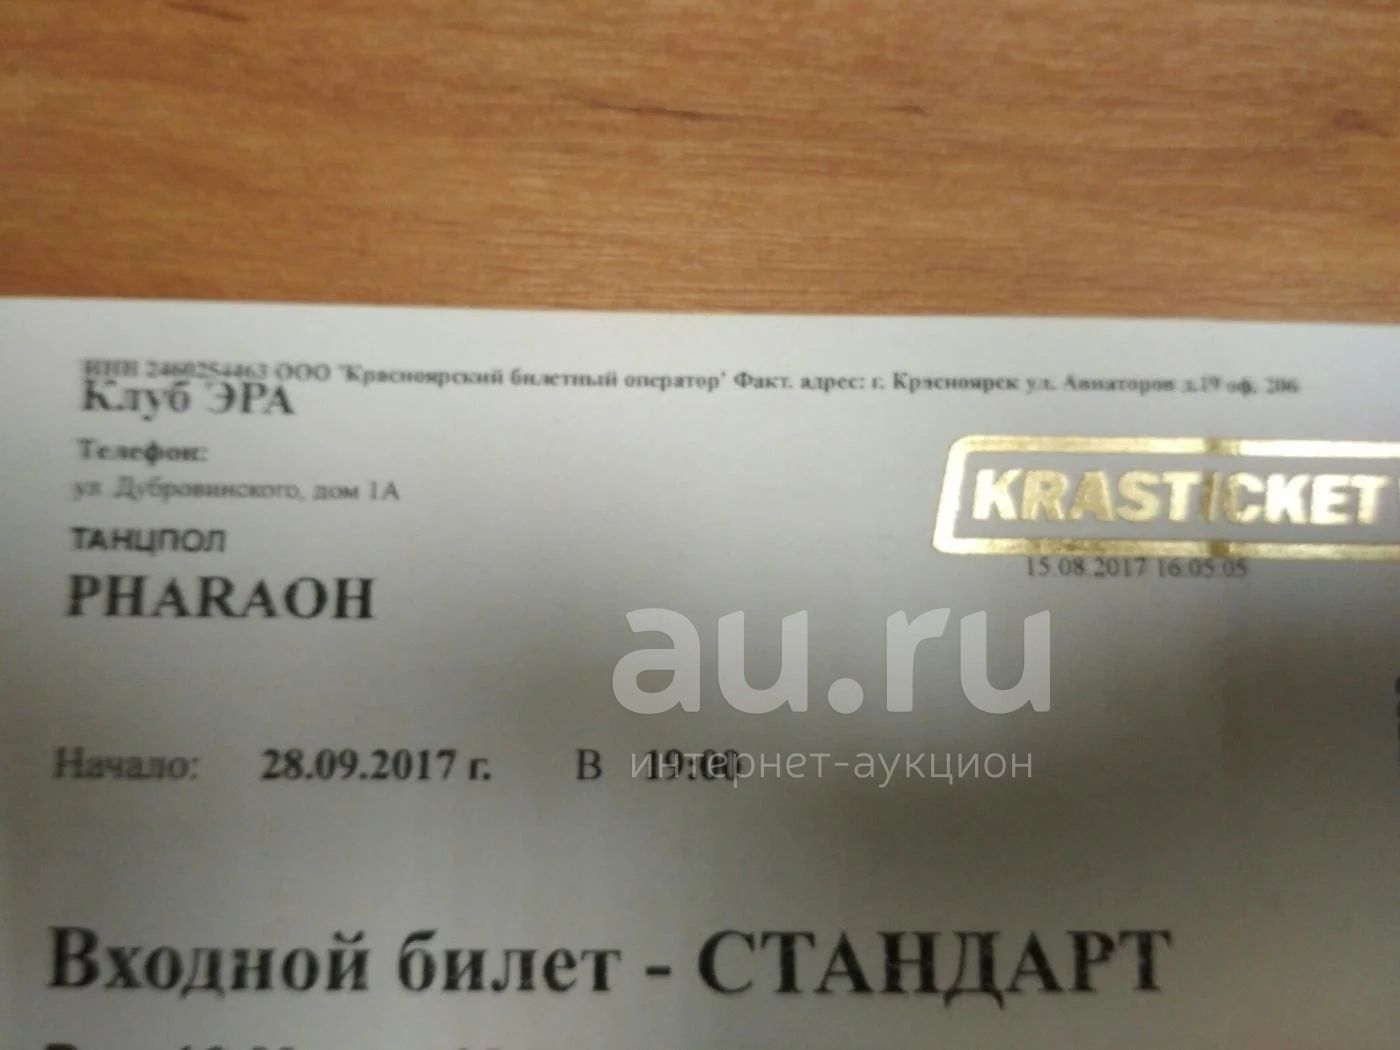 ИНН 2460254463 ООО "Красноярский билетный оператор" Факт. адрес: г. Красноярск ул. Авиаторов д.19 оф. 206
Клуб ЭРА
Телефон:
ул Дубровинского, дом 1А
KRASTICKET
ТАНЦПОЛ
15.08.2017 16:05:05
PHARAOH
au.ru
Начало: 28.09.2017 г. В 19:00
интернет-аукцион
Входной билет - СТАНДАРТ